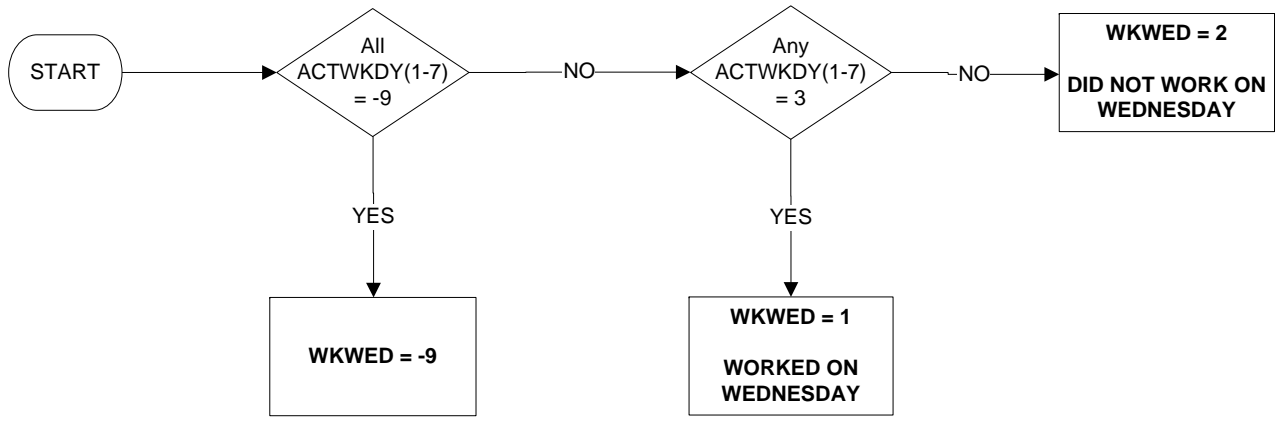 START
All
ACTWKDY(1-7)
= -9
NO
Any
ACTWKDY(1-7)
= 3
NO
WKWED = 2
DID NOT WORK ON
WEDNESDAY
YES
YES
WKWED = -9
WKWED = 1
WORKED ON
WEDNESDAY